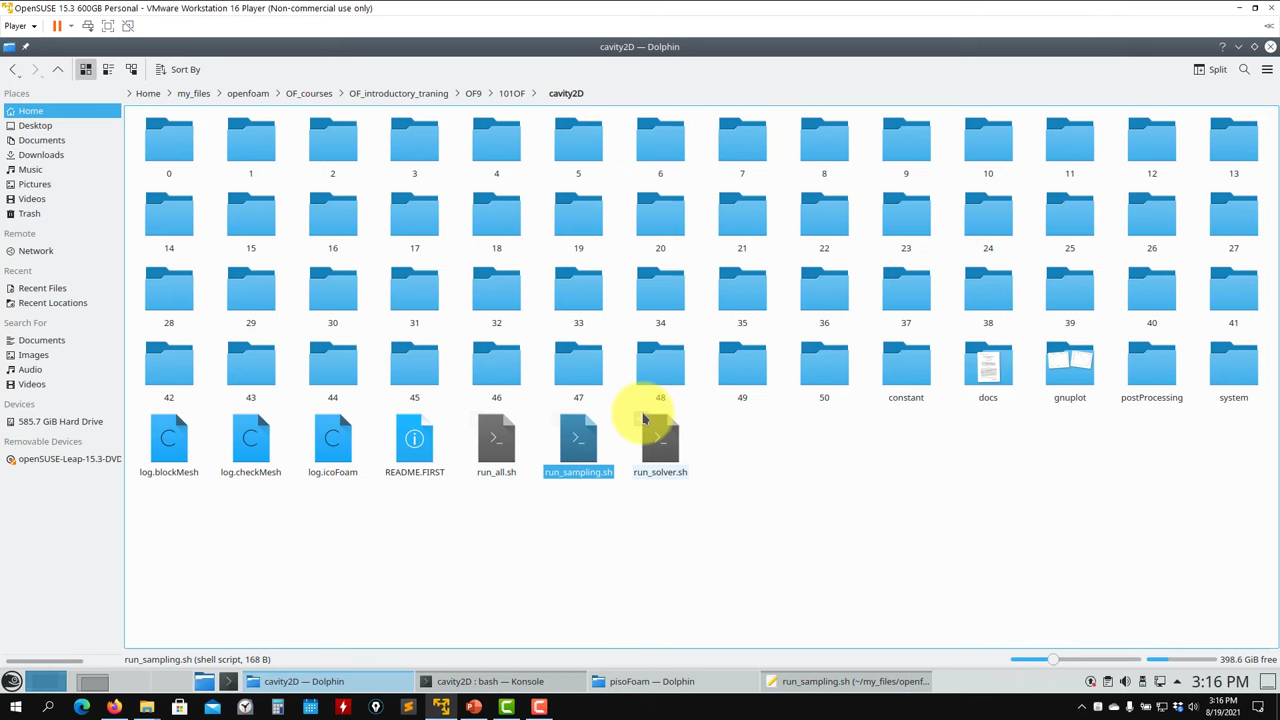 OpenSUSE 15.3 600GB Personal - VMware Workstation 16 Player (Non-commercial use only)
Player
cavity2D — Dolphin
Sort By
Split
Places
Home my_files openfoam OF_courses OF_introductory_traning OF9 101OF cavity2D
Home
Desktop
Documents
Downloads
Music
Pictures
Videos
Trash
Remote
Network
Recent
Recent Files
Recent Locations
Search For
Documents
Images
Audio
Videos
Devices
585.7 GiB Hard Drive
Removable Devices
openSUSE-Leap-15.3-DVD
0 1 2 3 4 5 6 7 8 9 10 11 12 13
14 15 16 17 18 19 20 21 22 23 24 25 26 27
28 29 30 31 32 33 34 35 36 37 38 39 40 41
42 43 44 45 46 47 48 49 50 constant docs gnuplot postProcessing system
log.blockMesh log.checkMesh log.icoFoam README.FIRST run_all.sh run_sampling.sh run_solver.sh
run_sampling.sh (shell script, 168 B)
398.6 GiB free
cavity2D — Dolphin
cavity2D : bash — Konsole
pisoFoam — Dolphin
run_sampling.sh (~/my_files/openf...
3:16 PM
3:16 PM
8/19/2021